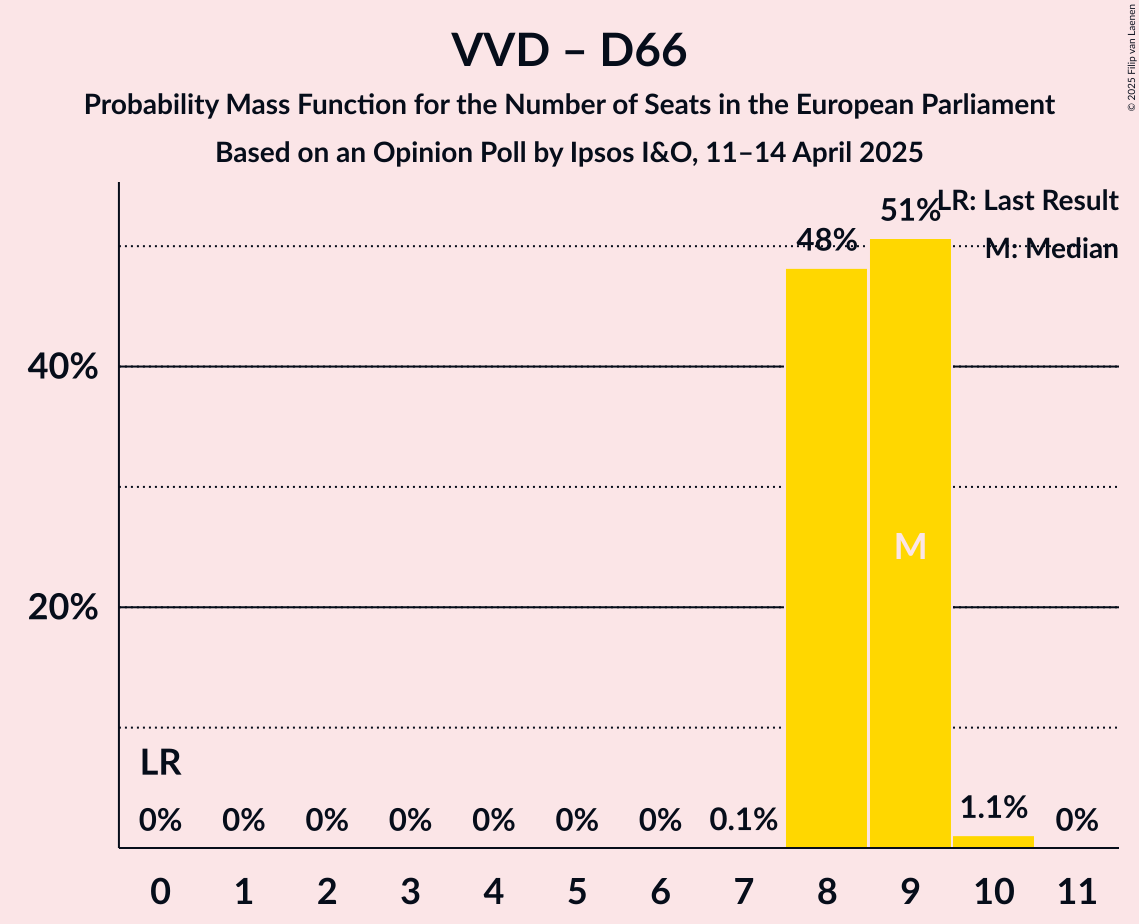 VVD – D66
Probability Mass Function for the Number of Seats in the European Parliament
Based on an Opinion Poll by Ipsos I&O, 11–14 April 2025
© 2025 Filip van Laenen
LR: Last Result
M: Median
51%
48%
40%
20%
M
LR
0% 0% 0% 0% 0% 0% 0% 0.1% 1.1% 0%
0 1 2 3 4 5 6 7 8 9 10 11